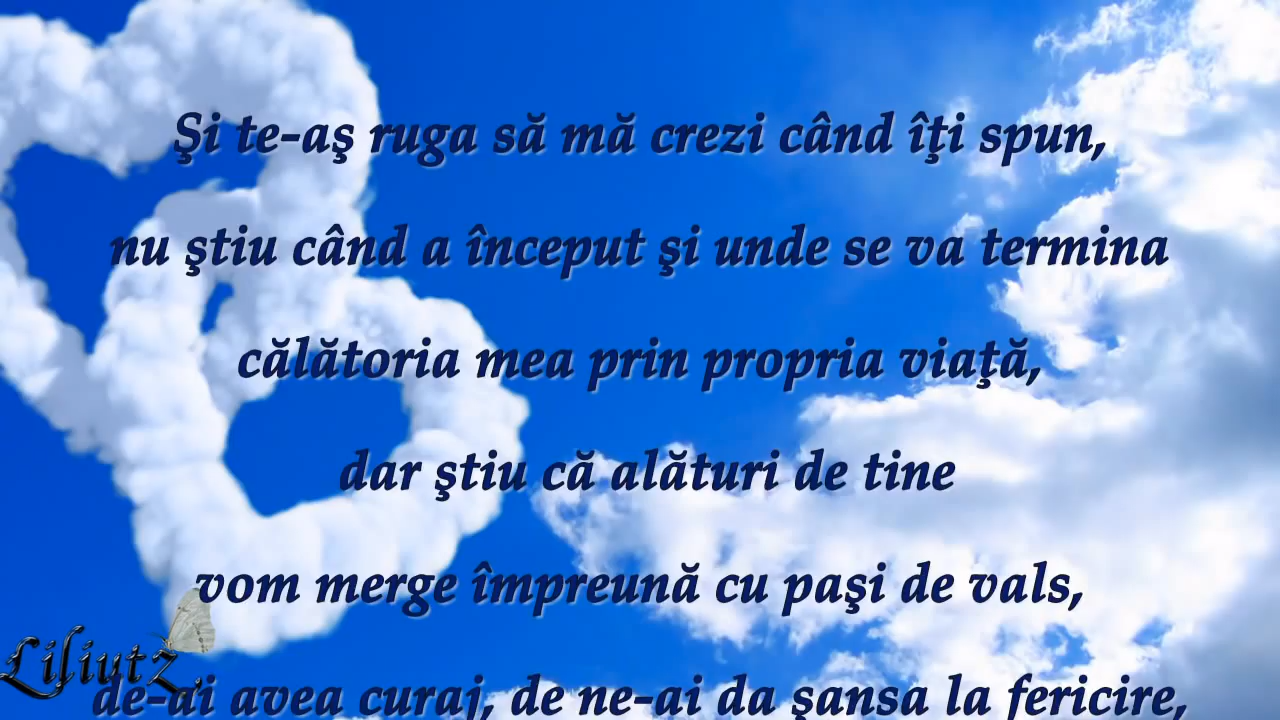 Şi te-aş ruga să mă crezi când îţi spun,
nu ştiu când a început şi unde se va termina
călătoria mea prin propria viaţă,
dar ştiu că alături de tine
vom merge împreună cu paşi de vals,
de-ai avea curaj, de ne-ai da şansa la fericire,
Liliutz